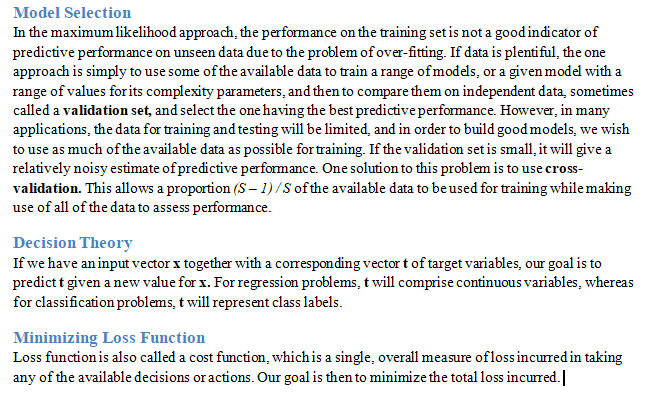 Model Selection
In the maximum likelihood approach, the performance on the training set is not a good indicator of
predictive performance on unseen data due to the problem of over-fitting. If data is plentiful, the one
approach is simply to use some of the available data to train a range of models, or a given model with a
range of values for its complexity parameters, and then to compare them on independent data, sometimes
called a validation set, and select the one having the best predictive performance. However, in many
applications, the data for training and testing will be limited, and in order to build good models, we wish
to use as much of the available data as possible for training. If the validation set is small, it will give a
relatively noisy estimate of predictive performance. One solution to this problem is to use cross-
validation. This allows a proportion (S – 1) / S of the available data to be used for training while making
use of all of the data to assess performance.
Decision Theory
If we have an input vector x together with a corresponding vector t of target variables, our goal is to
predict t given a new value for x. For regression problems, t will comprise continuous variables, whereas
for classification problems, t will represent class labels.
Minimizing Loss Function
Loss function is also called a cost function, which is a single, overall measure of loss incurred in taking
any of the available decisions or actions. Our goal is then to minimize the total loss incurred.